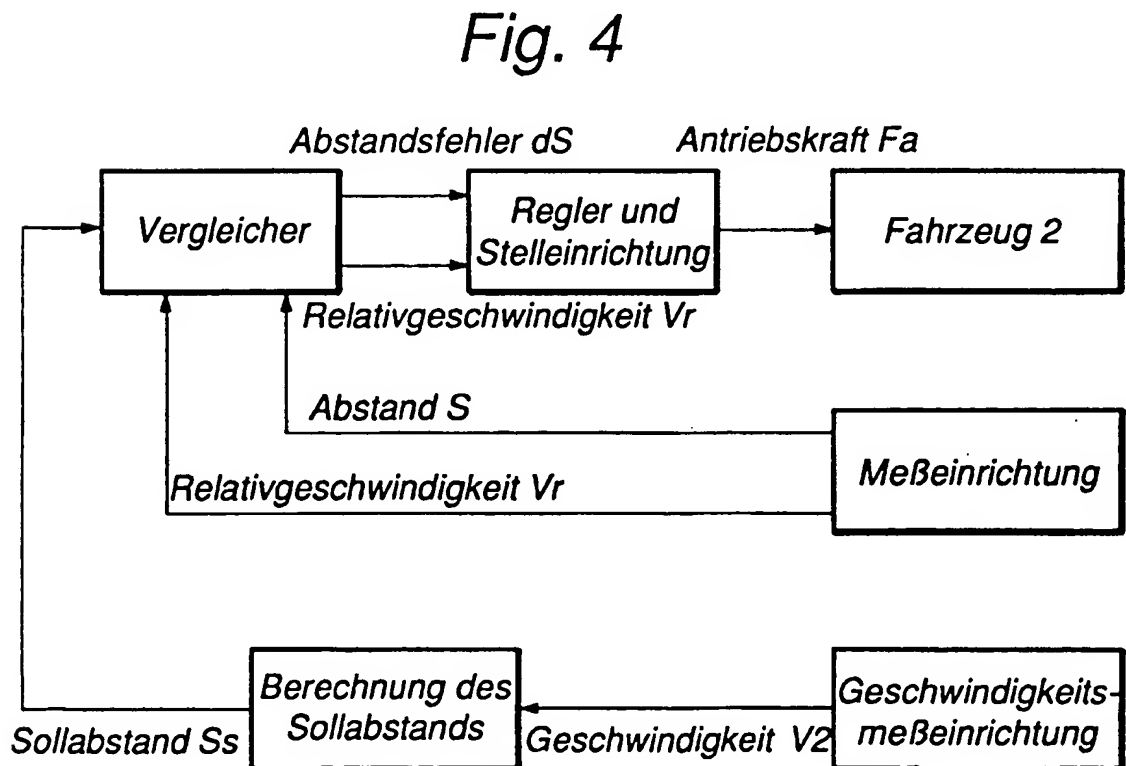 Fig. 4
Abstandsfehler dS
Antriebskraft Fa
Vergleicher
Regler und
Stelleinrichtung
Fahrzeug 2
Relativgeschwindigkeit Vr
Abstand S
Meßeinrichtung
Relativgeschwindigkeit Vr
Berechnung des
Sollabstands
Geschwindigkeits-
meßeinrichtung
Sollabstand Ss
Geschwindigkeit V2